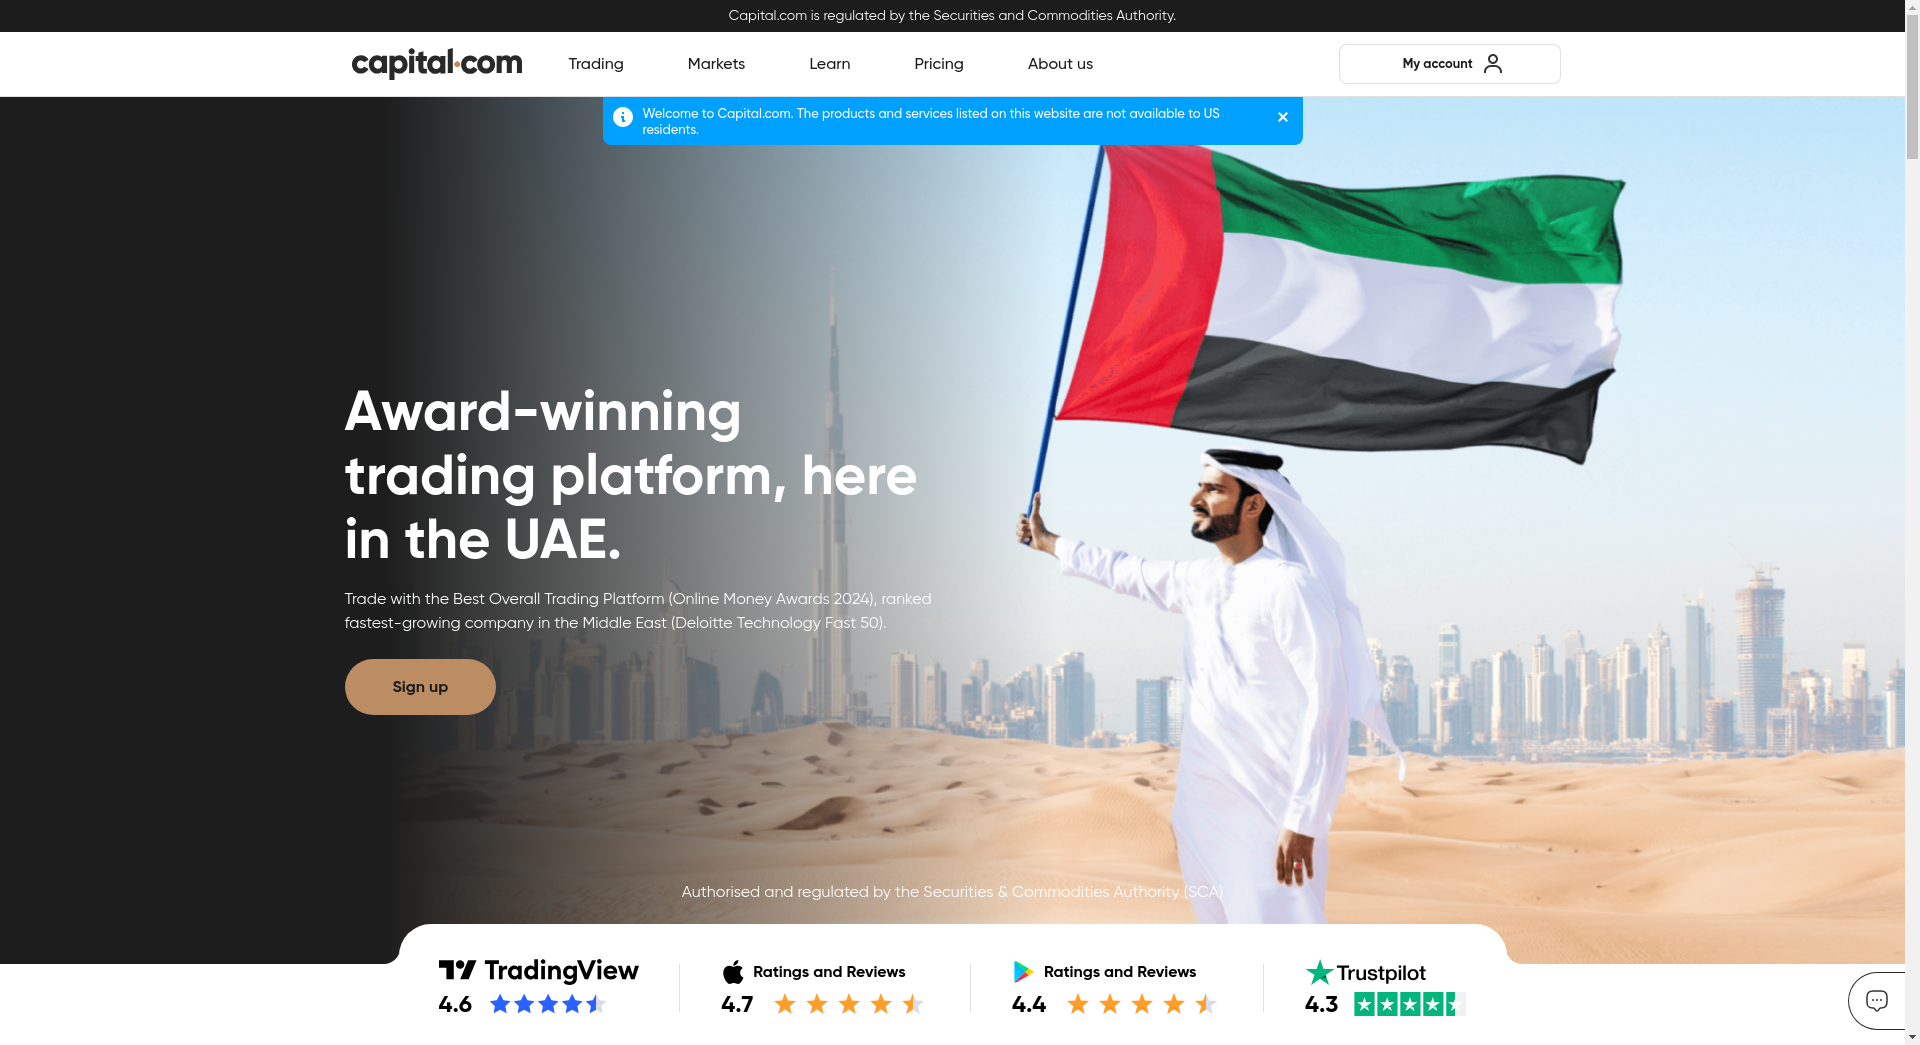 Capital.com is regulated by the Securities and Commodities Authority.
capital.com
Trading
Markets
Learn
Pricing
About us
My account
Welcome to Capital.com. The products and services listed on this website are not available to US
residents.
Award-winning
trading platform, here
in the UAE.
Trade with the Best Overall Trading Platform (Online Money Awards 2024), ranked
fastest-growing company in the Middle East (Deloitte Technology Fast 50).
Sign up
Authorised and regulated by the Securities & Commodities Authority (SCA)
TradingView
4.6
Ratings and Reviews
4.7
Ratings and Reviews
4.4
Trustpilot
4.3